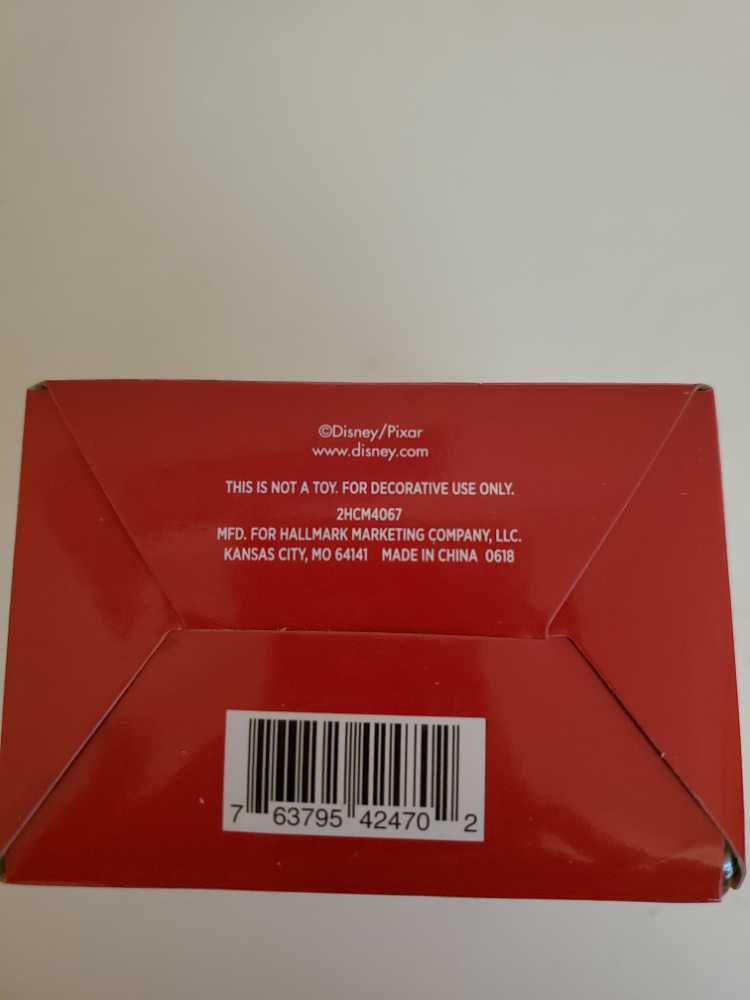 ©Disney/Pixar
www.disney.com
THIS IS NOT A TOY. FOR DECORATIVE USE ONLY.
2HCM4067
MFD. FOR HALLMARK MARKETING COMPANY, LLC.
KANSAS CITY, MO 64141 MADE IN CHINA 0618
7 63795 42470 2